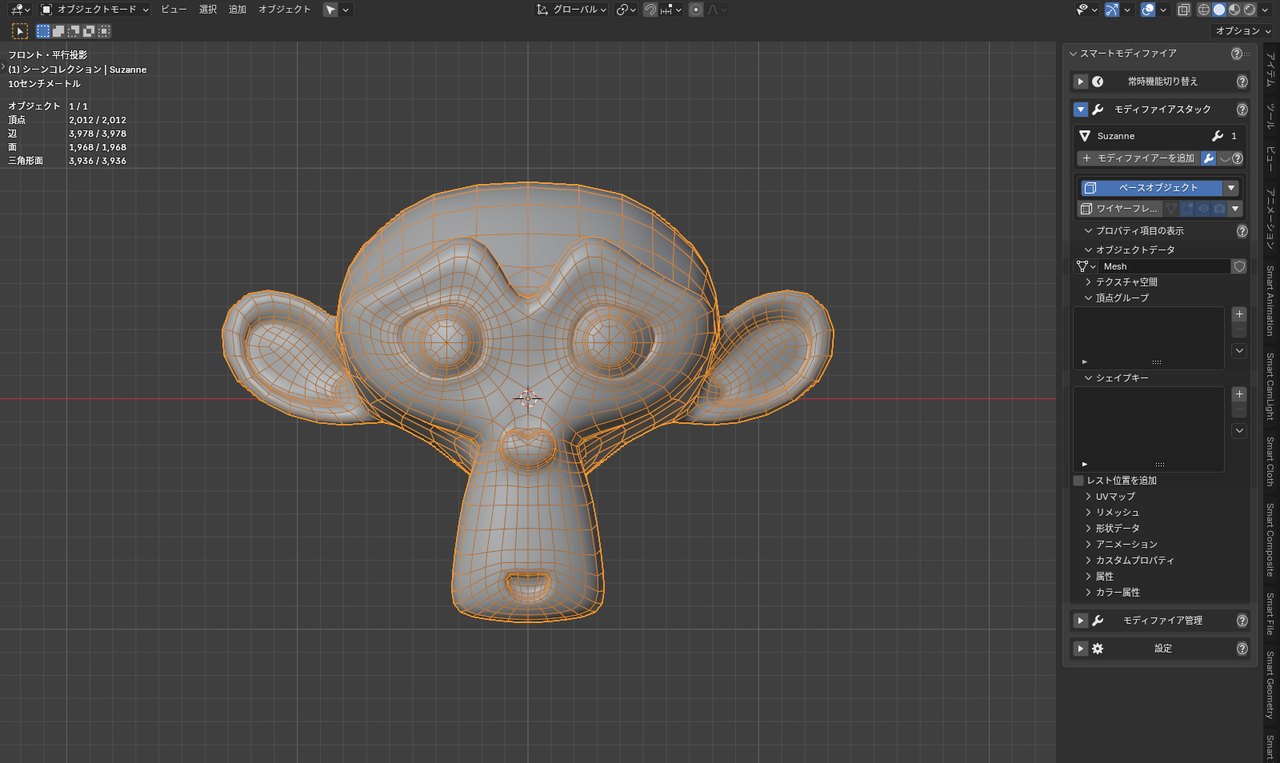 オブジェクトモード ビュー 選択 追加 オブジェクト グローバル
オプション
フロント・平行投影
(1) シーンコレクション | Suzanne
10センチメートル
オブジェクト 1 / 1
頂点 2,012 / 2,012
辺 3,978 / 3,978
面 1,968 / 1,968
三角形面 3,936 / 3,936
スマートモディファイア
常時機能切り替え
モディファイアスタック
Suzanne 1
モディファイアーを追加
ベースオブジェクト
ワイヤーフレ...
プロパティ項目の表示
オブジェクトデータ
Mesh
テクスチャ空間
頂点グループ
シェイプキー
レスト位置を追加
UVマップ
リメッシュ
形状データ
アニメーション
カスタムプロパティ
属性
カラー属性
モディファイア管理
設定
アイテム
ツール
ビュー
アニメーション
Smart Animation
Smart CamLight
Smart Cloth
Smart Composite
Smart File
Smart Geometry
Smart